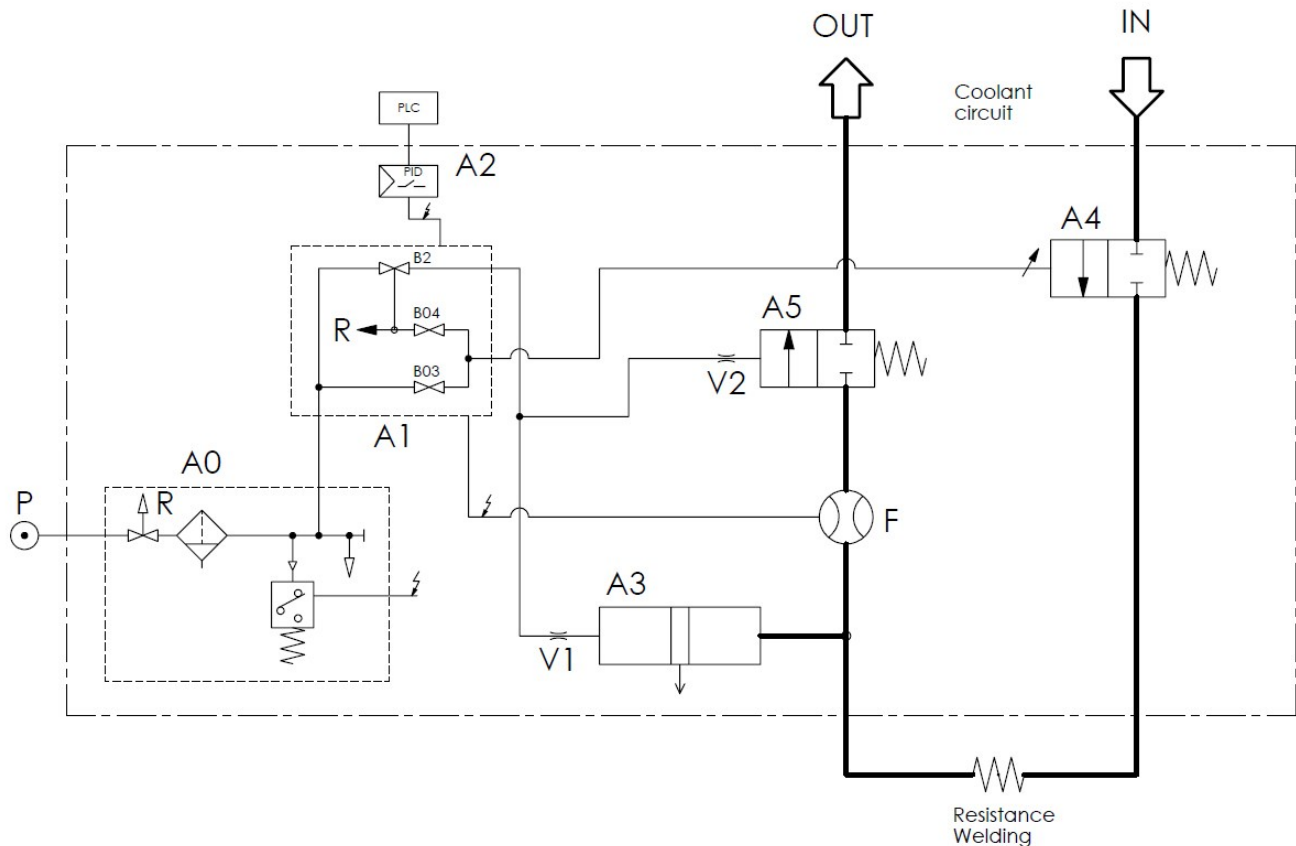 OUT
IN
Coolant
circuit
PLC
PID
A2
A4
B2
A5
R
B04
V2
B03
A1
A0
P
R
F
A3
V1
Resistance
Welding